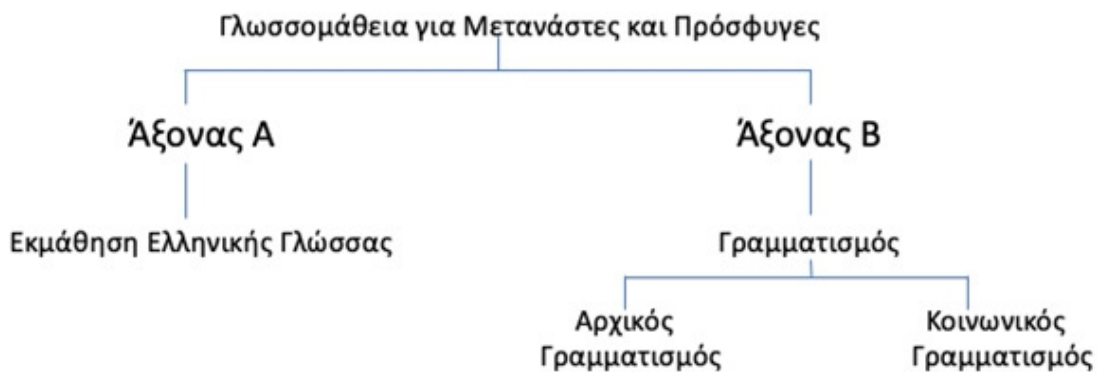 Γλωσσομάθεια για Μετανάστες και Πρόσφυγες
Άξονας Α
Άξονας Β
Εκμάθηση Ελληνικής Γλώσσας
Γραμματισμός
Αρχικός
Γραμματισμός
Κοινωνικός
Γραμματισμός